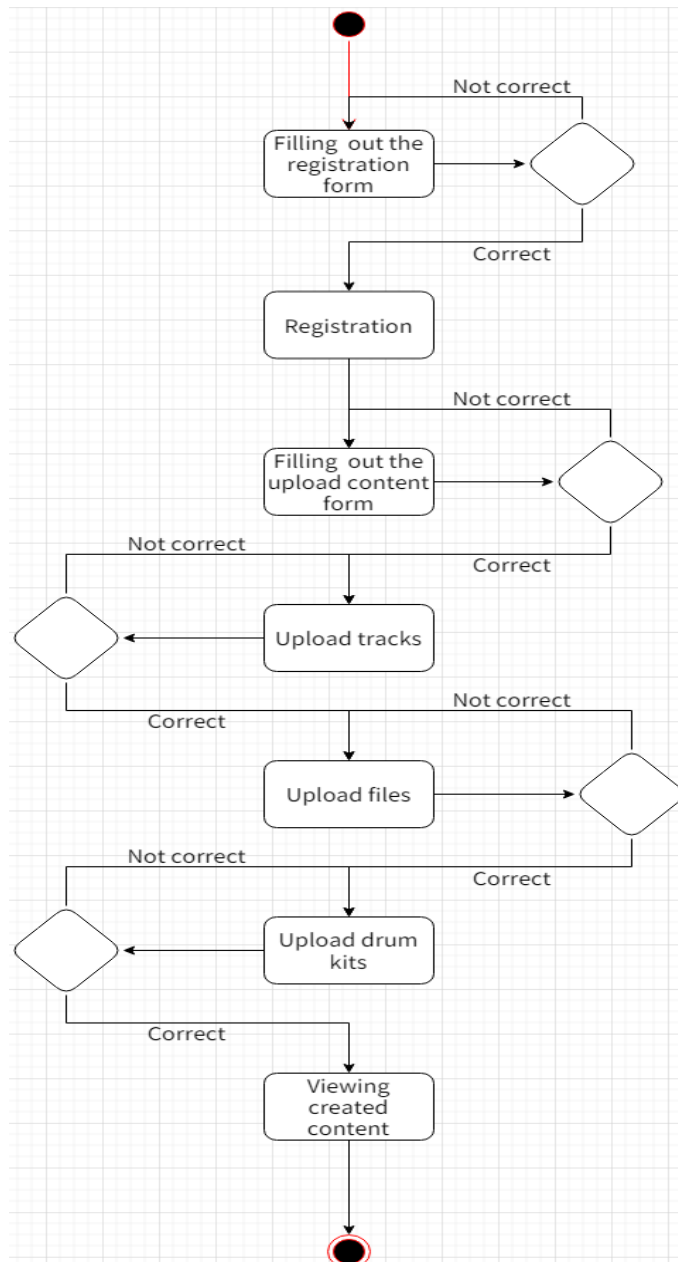 Not correct
Filling out the
registration
form
Correct
Registration
Not correct
Filling out the
upload content
form
Not correct
Correct
Upload tracks
Correct
Not correct
Upload files
Not correct
Correct
Upload drum
kits
Correct
Viewing
created
content